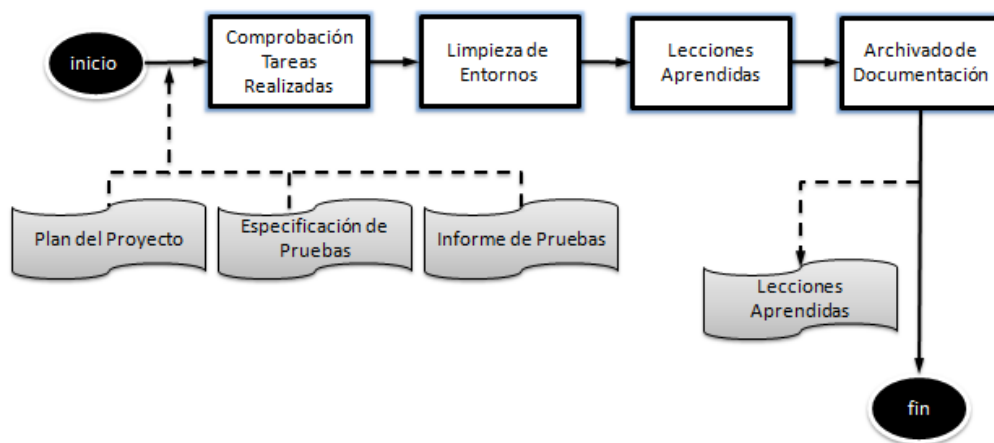 inicio
Comprobación
Tareas
Realizadas
Limpieza de
Entornos
Lecciones
Aprendidas
Archivado de
Documentación
Plan del Proyecto
Especificación de
Pruebas
Informe de Pruebas
Lecciones
Aprendidas
fin